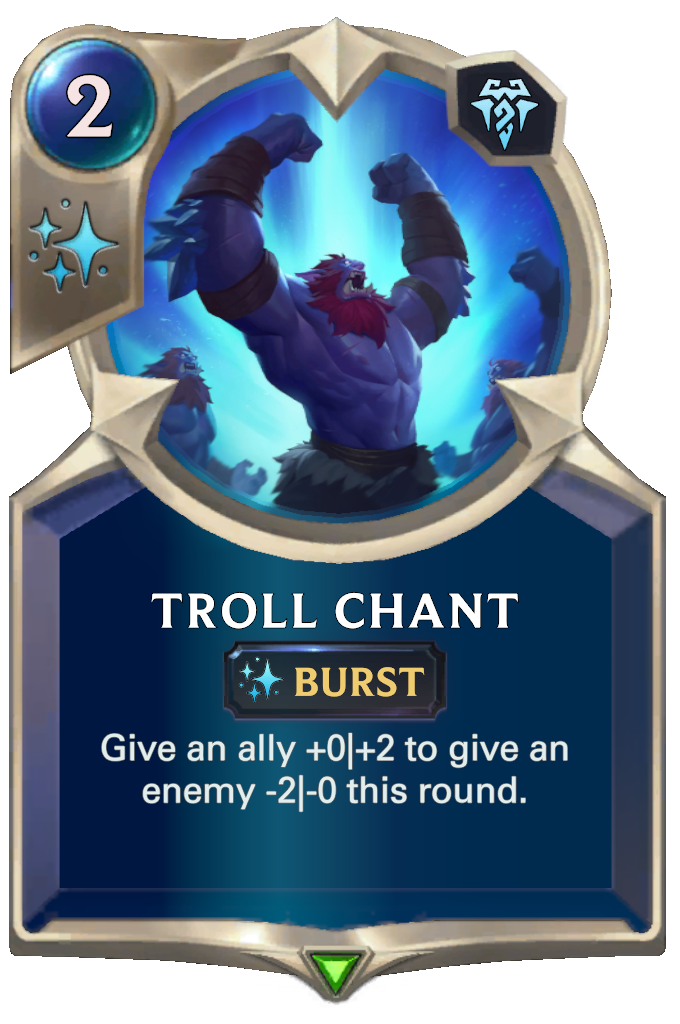 2
TROLL CHANT
BURST
Give an ally +0|+2 to give an
enemy -2|-0 this round.